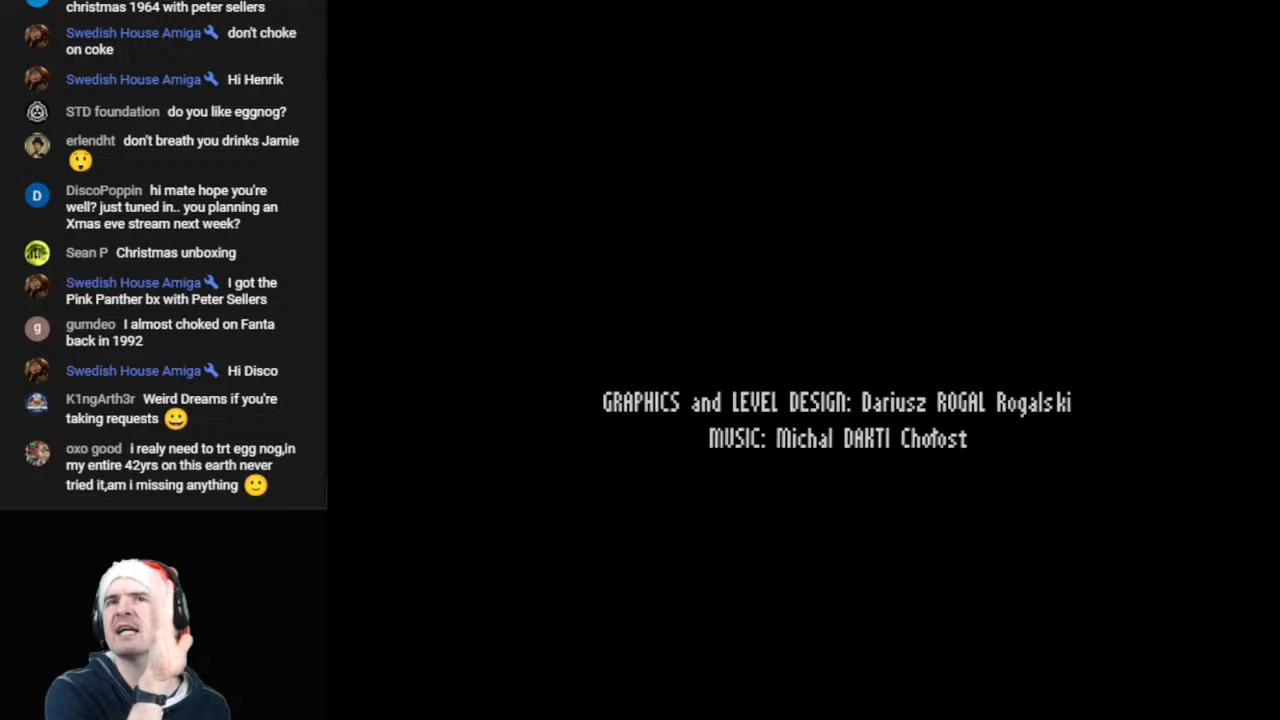 christmas 1964 with peter sellers
Swedish House Amiga don't choke
on coke
Swedish House Amiga Hi Henrik
STD foundation do you like eggnog?
erlendht don't breath you drinks Jamie
D
DiscoPoppin hi mate hope you're
well? just tuned in.. you planning an
Xmas eve stream next week?
Sean P Christmas unboxing
Swedish House Amiga I got the
Pink Panther bx with Peter Sellers
g
gumdeo I almost choked on Fanta
back in 1992
Swedish House Amiga Hi Disco
K1ngArth3r Weird Dreams if you're
taking requests
oxo good i realy need to trt egg nog,in
my entire 42yrs on this earth never
tried it,am i missing anything
GRAPHICS and LEVEL DESIGN: Dariusz ROGAL Rogalski
MUSIC: Michal DAKTI Chołost